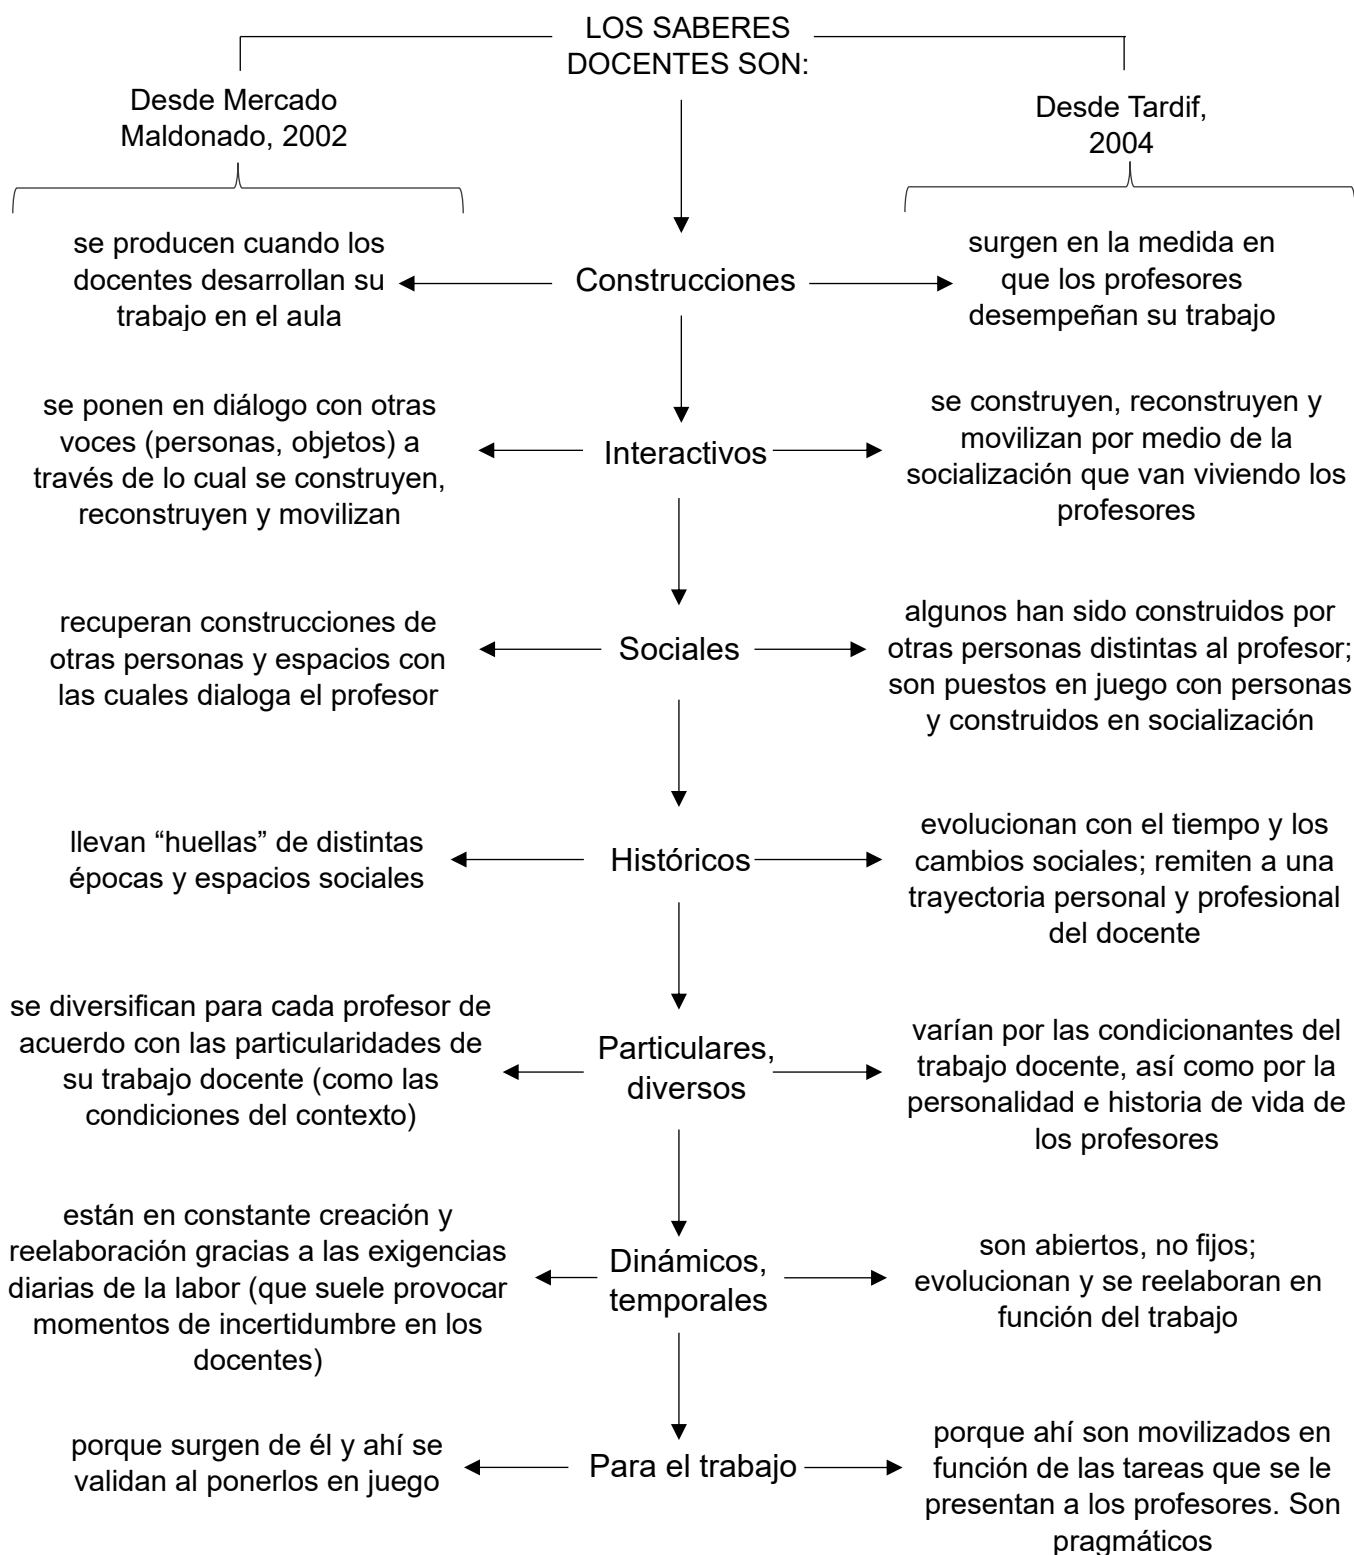 LOS SABERES
DOCENTES SON:
Desde Mercado
Maldonado, 2002
Desde Tardif,
2004
se producen cuando los
docentes desarrollan su
trabajo en el aula
Construcciones
surgen en la medida en
que los profesores
desempeñan su trabajo
se ponen en diálogo con otras
voces (personas, objetos) a
través de lo cual se construyen,
reconstruyen y movilizan
Interactivos
se construyen, reconstruyen y
movilizan por medio de la
socialización que van viviendo los
profesores
recuperan construcciones de
otras personas y espacios con
las cuales dialoga el profesor
Sociales
algunos han sido construidos por
otras personas distintas al profesor;
son puestos en juego con personas
y construidos en socialización
llevan “huellas” de distintas
épocas y espacios sociales
Históricos
evolucionan con el tiempo y los
cambios sociales; remiten a una
trayectoria personal y profesional
del docente
se diversifican para cada profesor de
acuerdo con las particularidades de
su trabajo docente (como las
condiciones del contexto)
Particulares,
diversos
varían por las condicionantes del
trabajo docente, así como por la
personalidad e historia de vida de
los profesores
están en constante creación y
reelaboración gracias a las exigencias
diarias de la labor (que suele provocar
momentos de incertidumbre en los
docentes)
Dinámicos,
temporales
son abiertos, no fijos;
evolucionan y se reelaboran en
función del trabajo
porque surgen de él y ahí se
validan al ponerlos en juego
Para el trabajo
porque ahí son movilizados en
función de las tareas que se le
presentan a los profesores. Son
pragmáticos